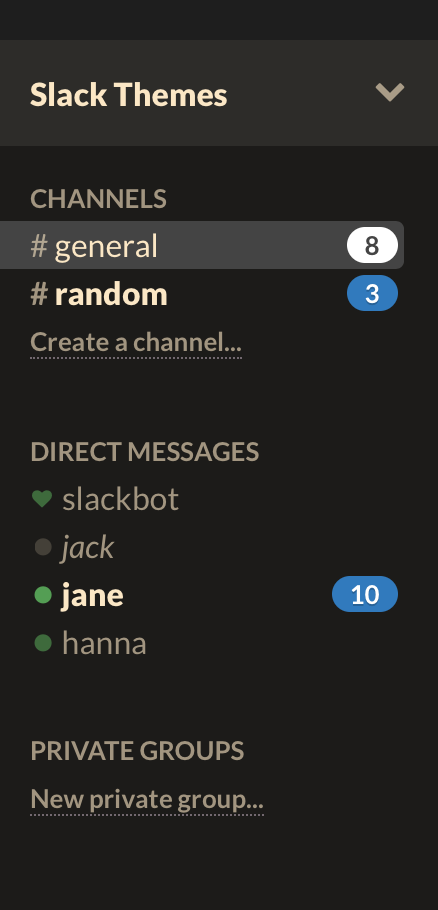 Slack Themes
CHANNELS
# general 8
# random 3
Create a channel...
DIRECT MESSAGES
slackbot
jack
jane 10
hanna
PRIVATE GROUPS
New private group...